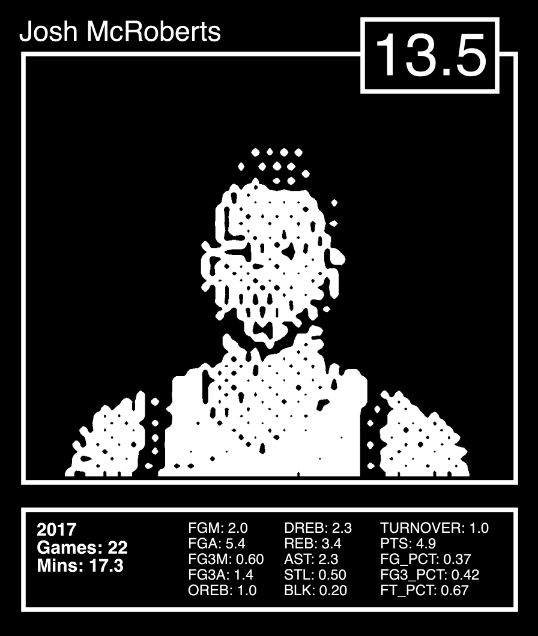 Josh McRoberts
13.5
2017
Games: 22
Mins: 17.3
FGM: 2.0
FGA: 5.4
FG3M: 0.60
FG3A: 1.4
OREB: 1.0
DREB: 2.3
REB: 3.4
AST: 2.3
STL: 0.50
BLK: 0.20
TURNOVER: 1.0
PTS: 4.9
FG_PCT: 0.37
FG3_PCT: 0.42
FT_PCT: 0.67